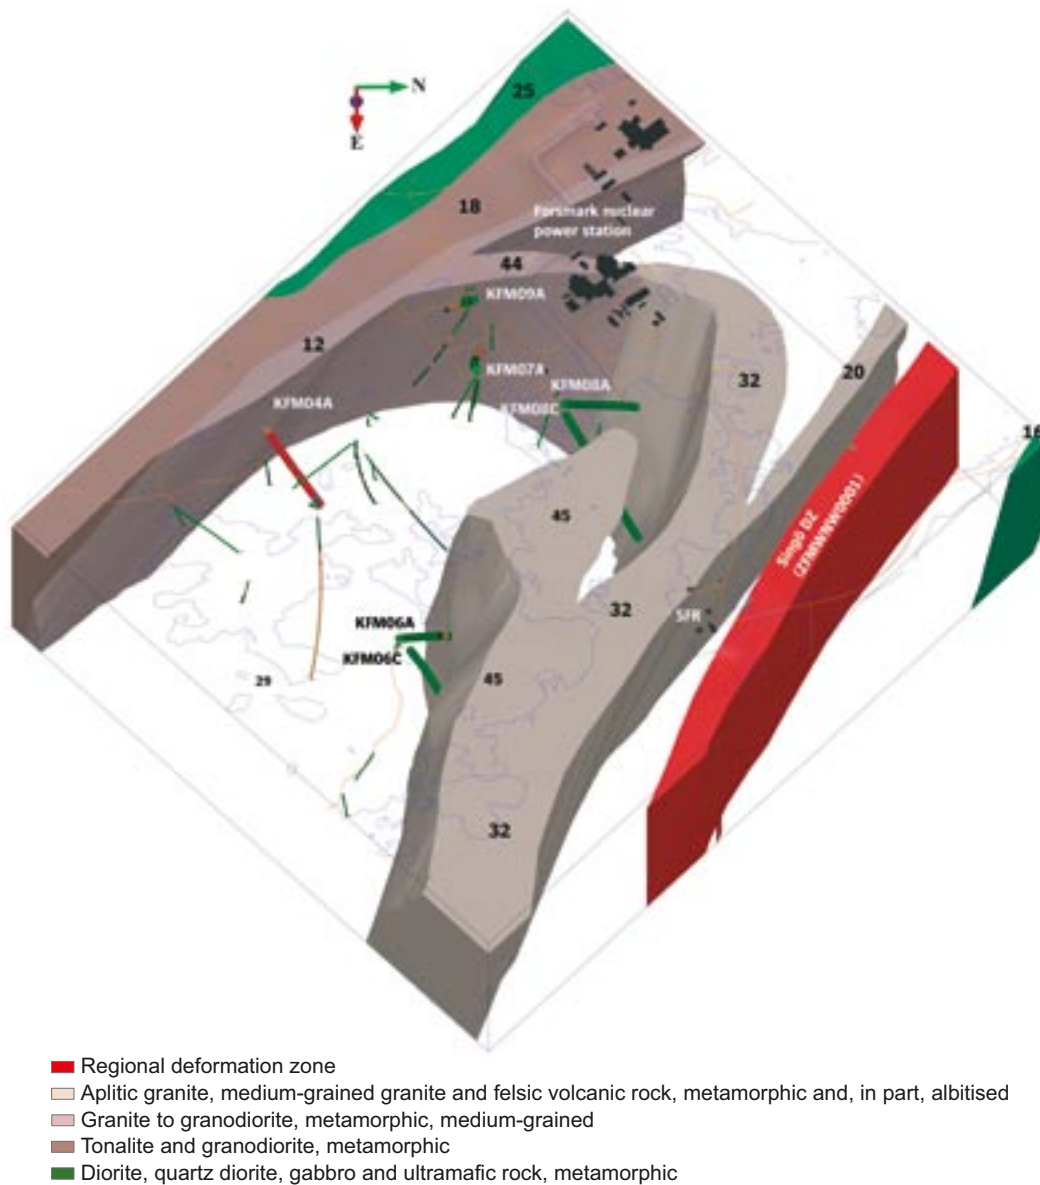 N
E
25
18
Forsmark nuclear
power station
44
KFM09A
12
KFM07A
32
20
KFM08A
KFM04A
KFM08C
16
45
Singö DZ
(ZFMWNW0001)
32
SFR
KFM06A
KFM06C
29
45
32
Regional deformation zone
Aplitic granite, medium-grained granite and felsic volcanic rock, metamorphic and, in part, albitised
Granite to granodiorite, metamorphic, medium-grained
Tonalite and granodiorite, metamorphic
Diorite, quartz diorite, gabbro and ultramafic rock, metamorphic